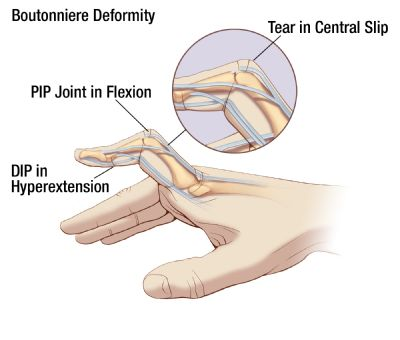 Boutonniere Deformity
Tear in Central Slip
PIP Joint in Flexion
DIP in
Hyperextension